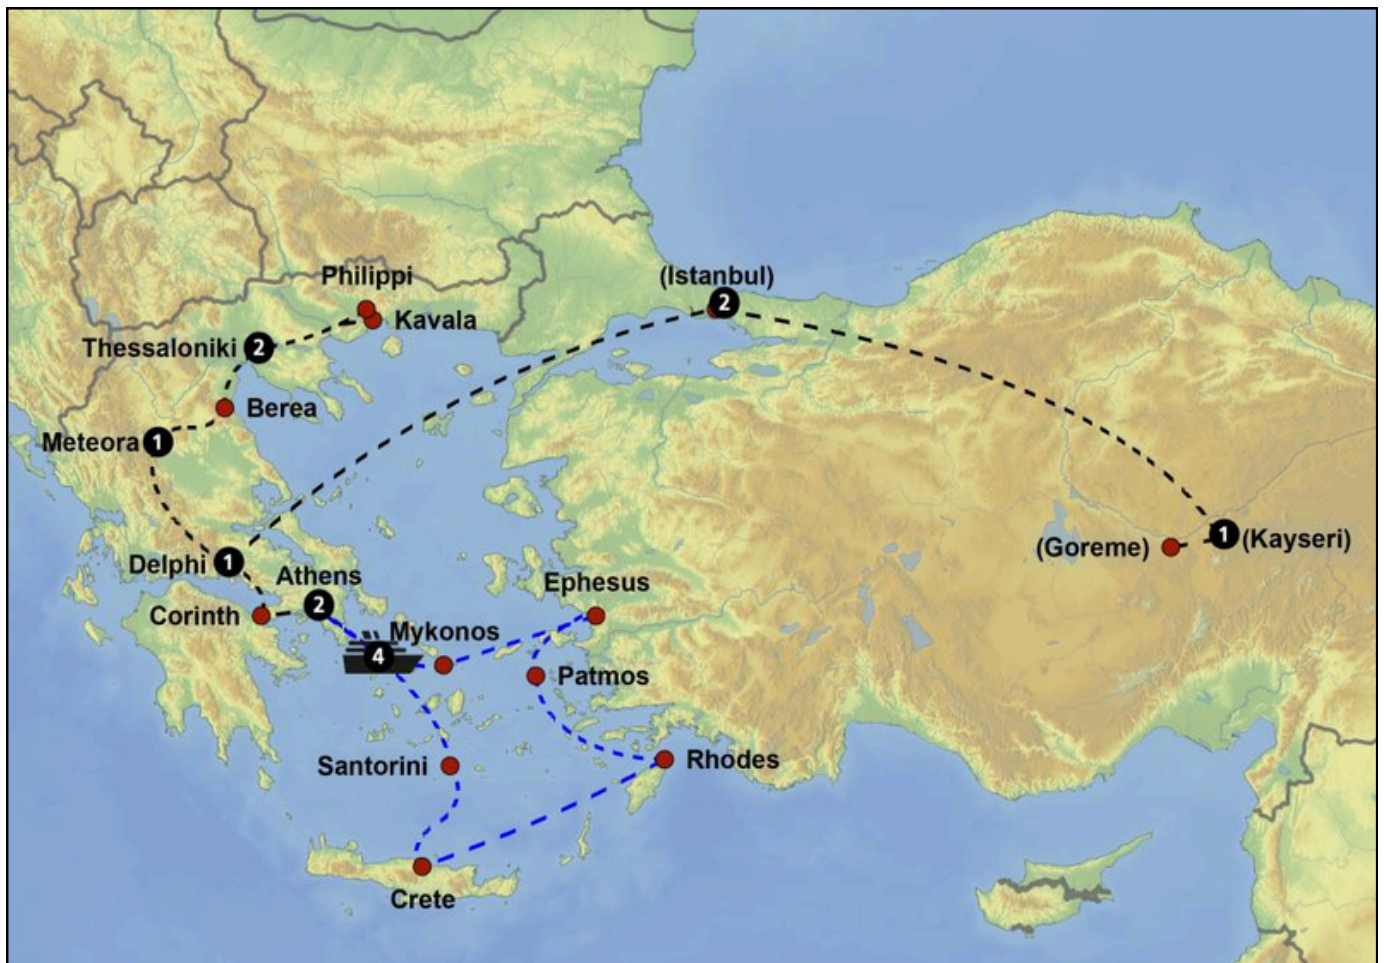 Philippi
(Istanbul)
2
Kavala
Thessaloniki 2
Berea
Meteora 1
Delphi 1
1 (Kayseri)
(Goreme)
Athens
2
Ephesus
Corinth
Mykonos
4
Patmos
Santorini
Rhodes
Crete